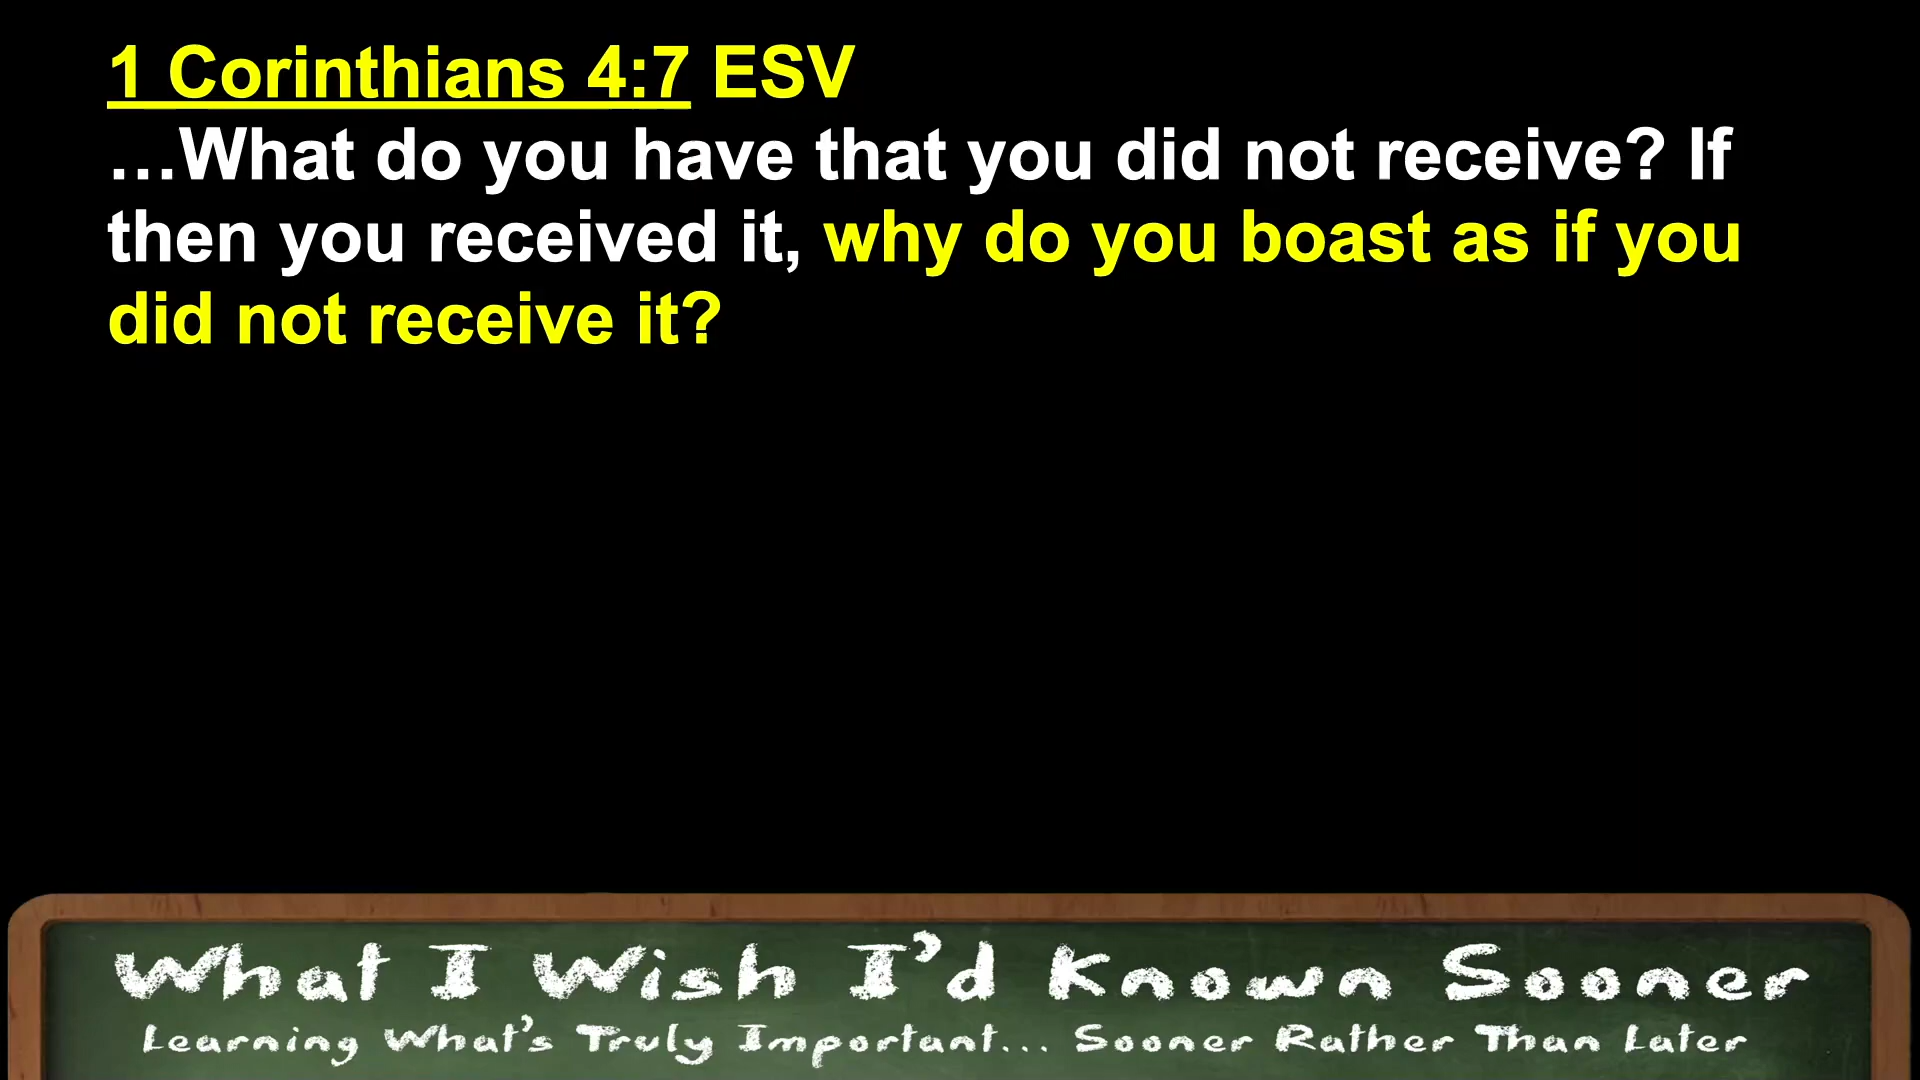 1 Corinthians 4:7 ESV
…What do you have that you did not receive? If
then you received it, why do you boast as if you
did not receive it?
What I Wish I’d Known Sooner
Learning What’s Truly Important... Sooner Rather Than Later